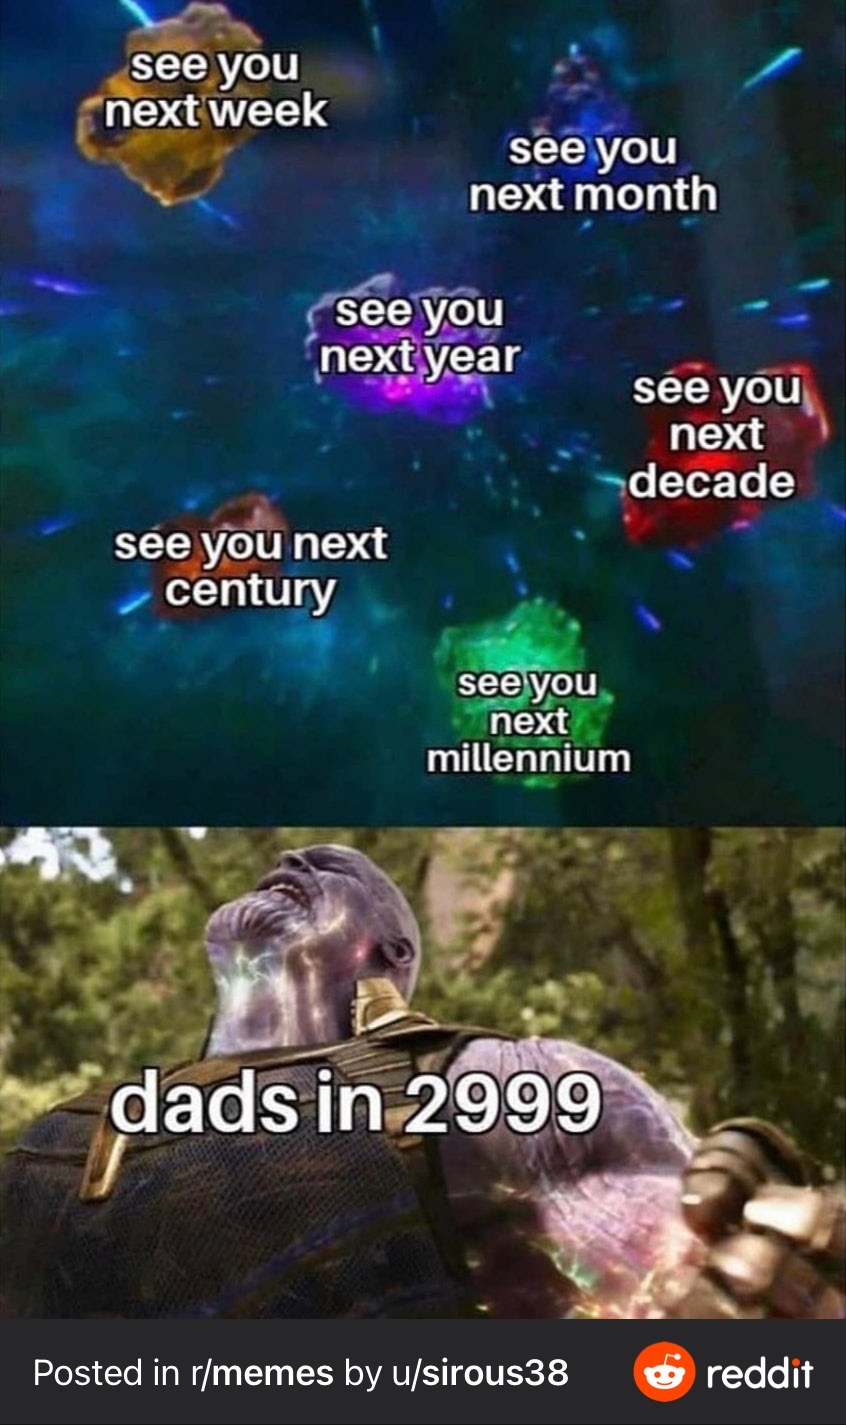 see you
next week
see you
next month
see you
next year
see you
next
decade
see you next
century
see you
next
millennium
dads in 2999
Posted in r/memes by u/sirous38
reddit